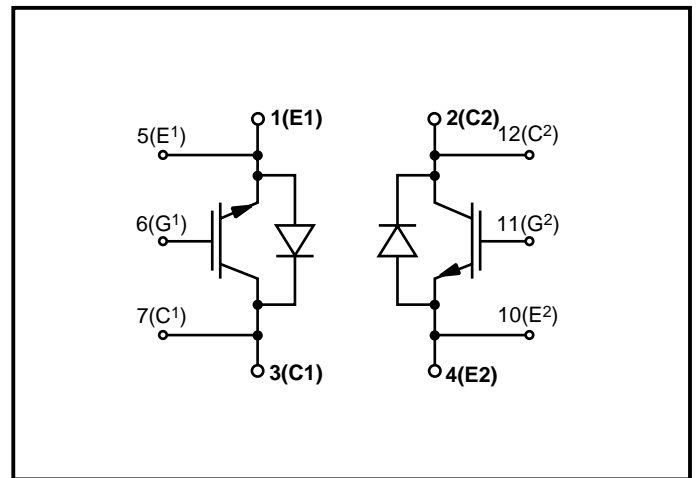 1(E1)
2(C2)
5(E¹)
12(C²)
6(G¹)
11(G²)
7(C¹)
10(E²)
3(C1)
4(E2)